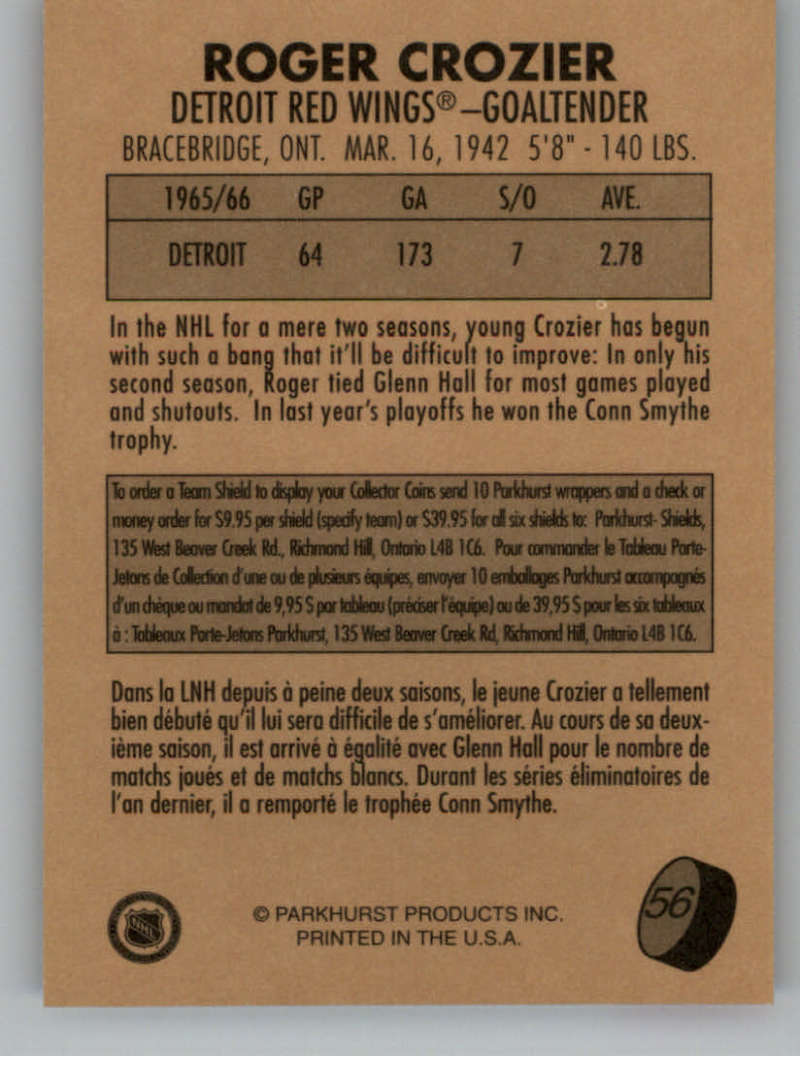 ROGER CROZIER
DETROIT RED WINGS®–GOALTENDER
BRACEBRIDGE, ONT. MAR. 16, 1942 5'8" - 140 LBS.
1965/66 GP GA S/O AVE.
DETROIT 64 173 7 2.78
In the NHL for a mere two seasons, young Crozier has begun
with such a bang that it'll be difficult to improve: In only his
second season, Roger tied Glenn Hall for most games played
and shutouts. In last year's playoffs he won the Conn Smythe
trophy.
To order a Team Shield to display your Collector Coins send 10 Parkhurst wrappers and a check or
money order for $9.95 per shield (specify team) or $39.95 for all six shields to: Parkhurst- Shields,
135 West Beaver Creek Rd., Richmond Hill, Ontario L4B 1C6. Pour commander le Tableau Porte-
Jetons de Collection d'une ou de plusieurs équipes, envoyer 10 emballages Parkhurst accompagnés
d'un chèque ou mandat de 9,95 $ par tableau (préciser l'équipe) ou de 39,95 $ pour les six tableaux
à : Tableaux Porte-Jetons Parkhurst, 135 West Beaver Creek Rd, Richmond Hill, Ontario L4B 1C6.
Dans la LNH depuis à peine deux saisons, le jeune Crozier a tellement
bien débuté qu'il lui sera difficile de s'améliorer. Au cours de sa deux-
ième saison, il est arrivé à égalité avec Glenn Hall pour le nombre de
matchs joués et de matchs blancs. Durant les séries éliminatoires de
l'an dernier, il a remporté le trophée Conn Smythe.
56
NHL
© PARKHURST PRODUCTS INC.
PRINTED IN THE U.S.A.